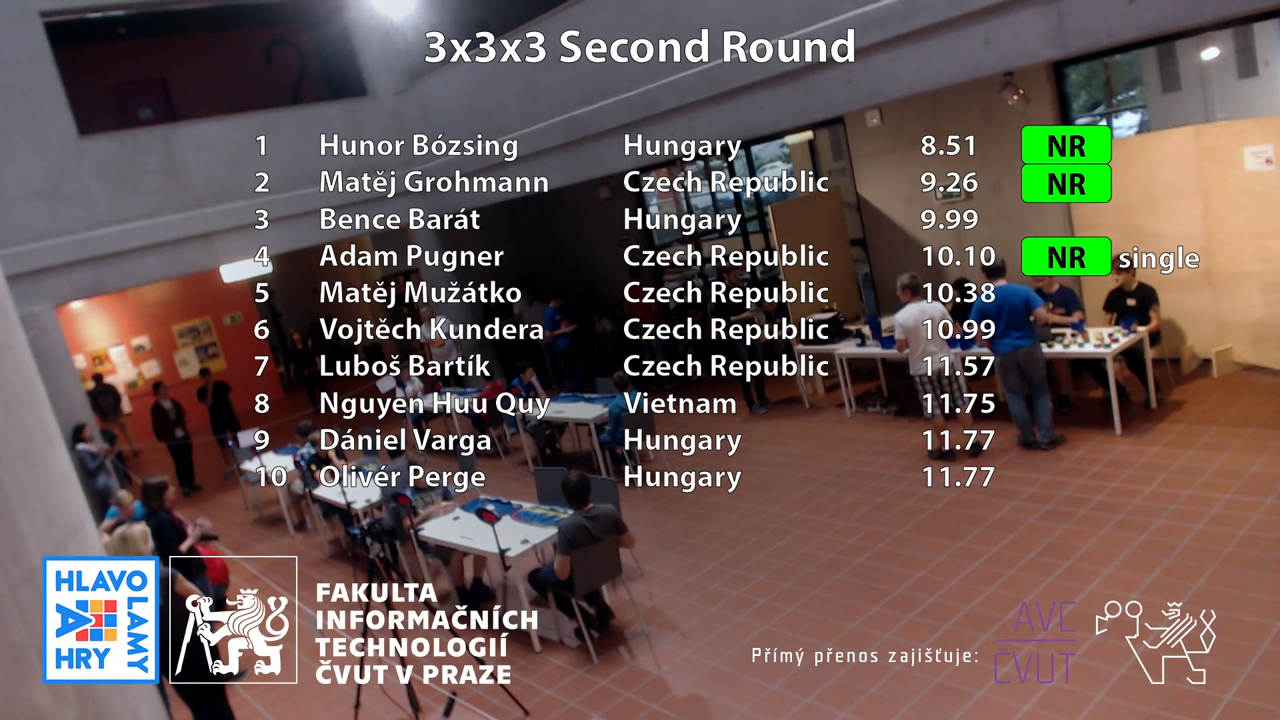 3x3x3 Second Round
1 Hunor Bózsing Hungary 8.51 NR
2 Matěj Grohmann Czech Republic 9.26 NR
3 Bence Barát Hungary 9.99
4 Adam Pugner Czech Republic 10.10 NR single
5 Matěj Mužátko Czech Republic 10.38
6 Vojtěch Kundera Czech Republic 10.99
7 Luboš Bartík Czech Republic 11.57
8 Nguyen Huu Quy Vietnam 11.75
9 Dániel Varga Hungary 11.77
10 Olivér Perge Hungary 11.77
HLAVOLAMY
HRY
FAKULTA
INFORMAČNÍCH
TECHNOLOGIÍ
ČVUT V PRAZE
Přímý přenos zajišťuje:
AVC
ČVUT